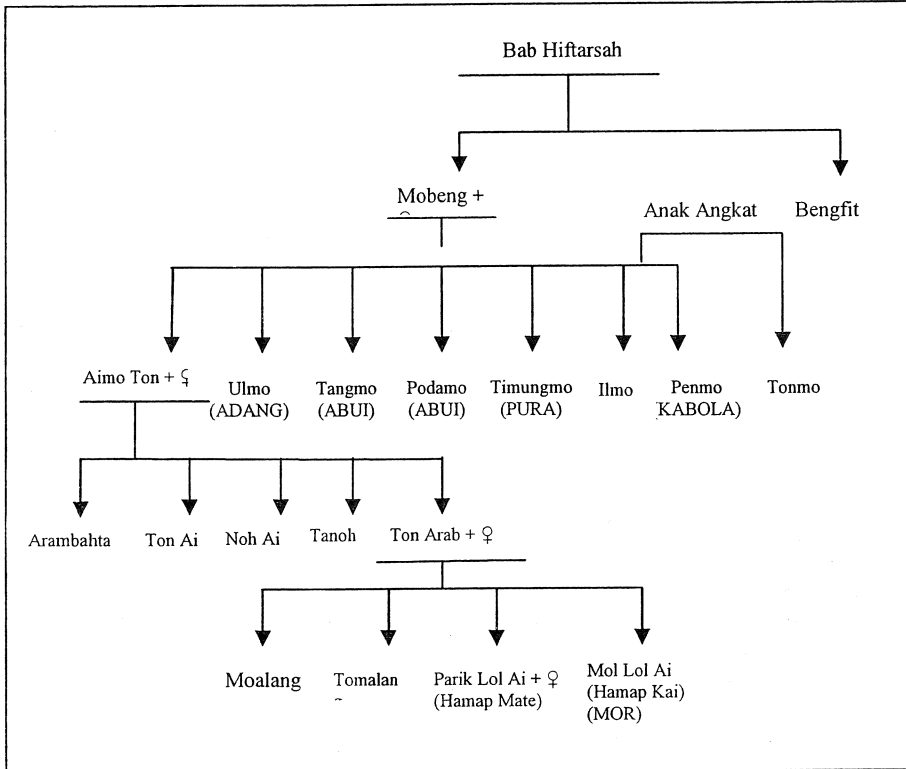 Bab Hiftarsah
Mobeng +
Anak Angkat
Bengfit
Aimo Ton + ♀
Ulmo
(ADANG)
Tangmo
(ABUI)
Podamo
(ABUI)
Timungmo
(PURA)
Ilmo
Penmo
KABOLA)
Tonmo
Arambahta
Ton Ai
Noh Ai
Tanoh
Ton Arab + ♀
Moalang
Tomalan
Parik Lol Ai + ♀
(Hamap Mate)
Mol Lol Ai
(Hamap Kai)
(MOR)